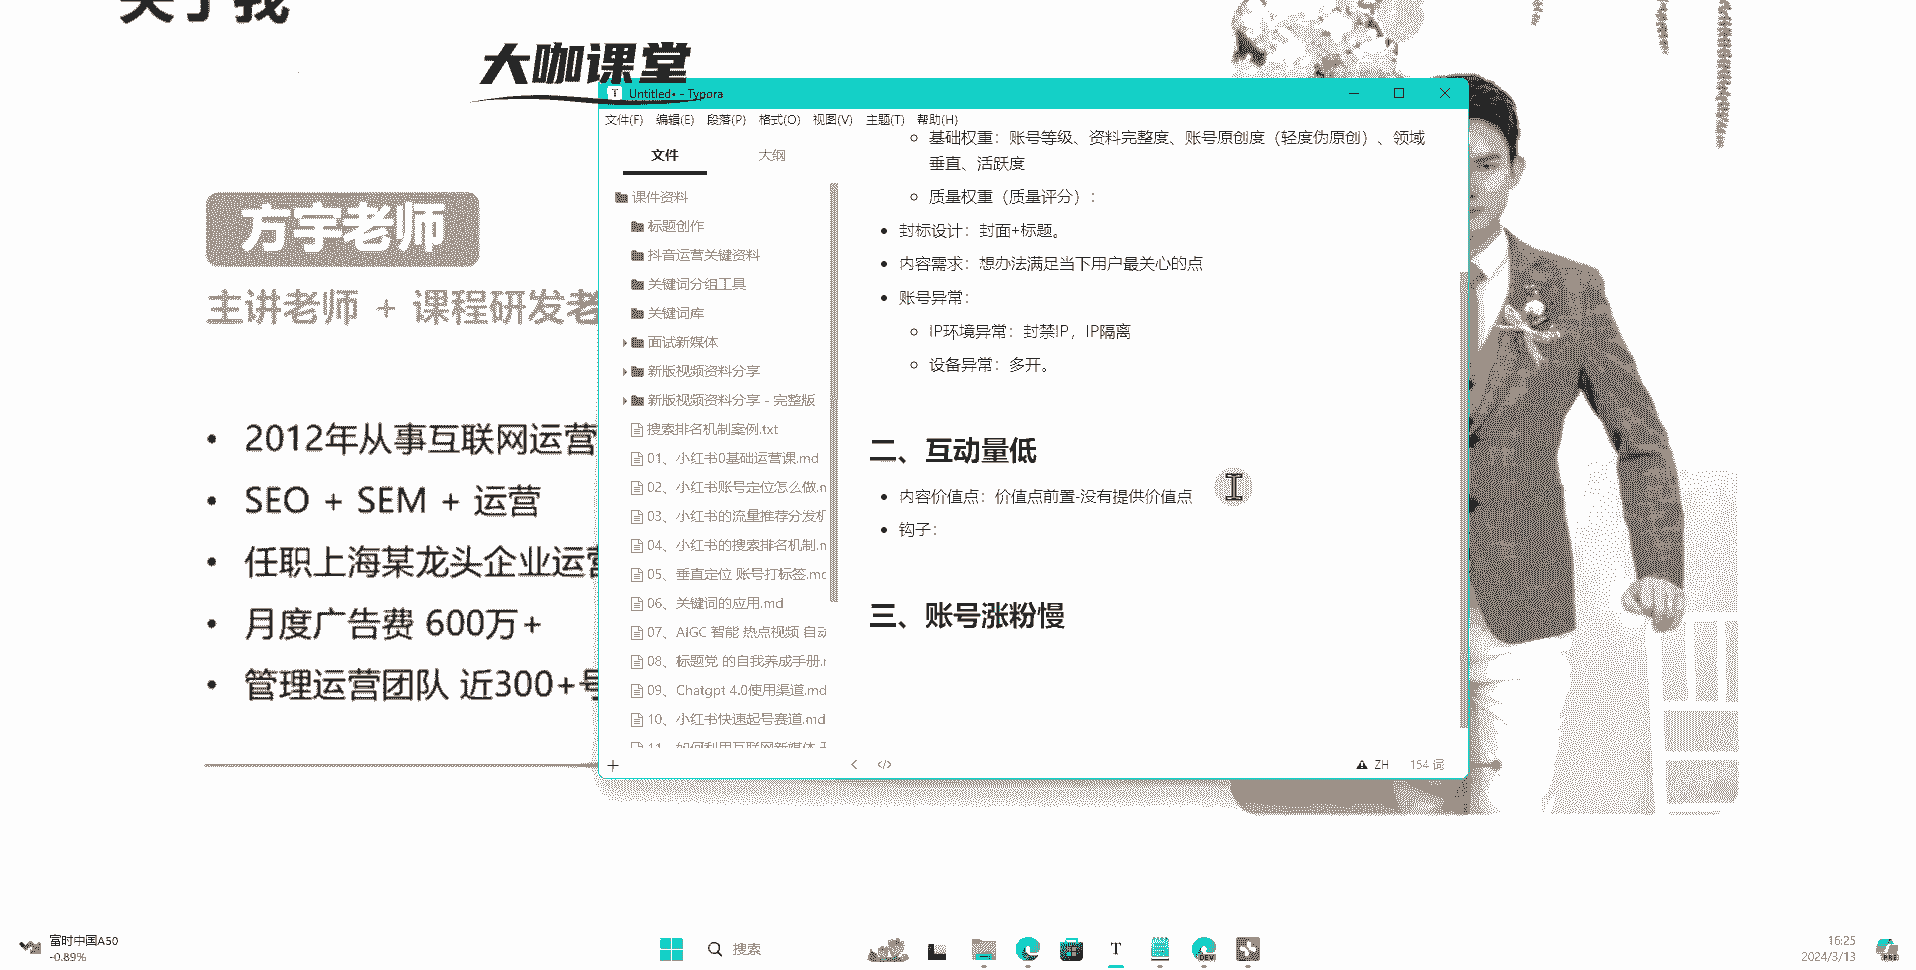 关于我
大咖课堂
方宇老师
主讲老师 + 课程研发老
• 2012年从事互联网运营
• SEO + SEM + 运营
• 任职上海某龙头企业运营
• 月度广告费 600万+
• 管理运营团队 近300+号
T Untitled• - Typora
文件(F) 编辑(E) 段落(P) 格式(O) 视图(V) 主题(T) 帮助(H)
文件 大纲
课件资料
标题创作
抖音运营关键资料
关键词分组工具
关键词库
面试新媒体
新版视频资料分享
新版视频资料分享 - 完整版
搜索排名机制案例.txt
01、小红书0基础运营课.md
02、小红书账号定位怎么做.n
03、小红书的流量推荐分发机
04、小红书的搜索排名机制.n
05、垂直定位 账号打标签.mc
06、关键词的应用.md
07、AIGC 智能 热点视频 自动
08、标题党 的自我养成手册.r
09、Chatgpt 4.0使用渠道.md
10、小红书快速起号赛道.md
11、如何利用互联网新媒体
基础权重：账号等级、资料完整度、账号原创度（轻度伪原创）、领域
垂直、活跃度
质量权重（质量评分）：
• 封标设计：封面+标题。
• 内容需求：想办法满足当下用户最关心的点
• 账号异常：
IP环境异常：封禁IP，IP隔离
设备异常：多开。
二、互动量低
• 内容价值点：价值点前置-没有提供价值点
• 钩子：
三、账号涨粉慢
ZH 154 词
富时中国A50
-0.89%
搜索
T
DEV
16:25
2024/3/13
PRE